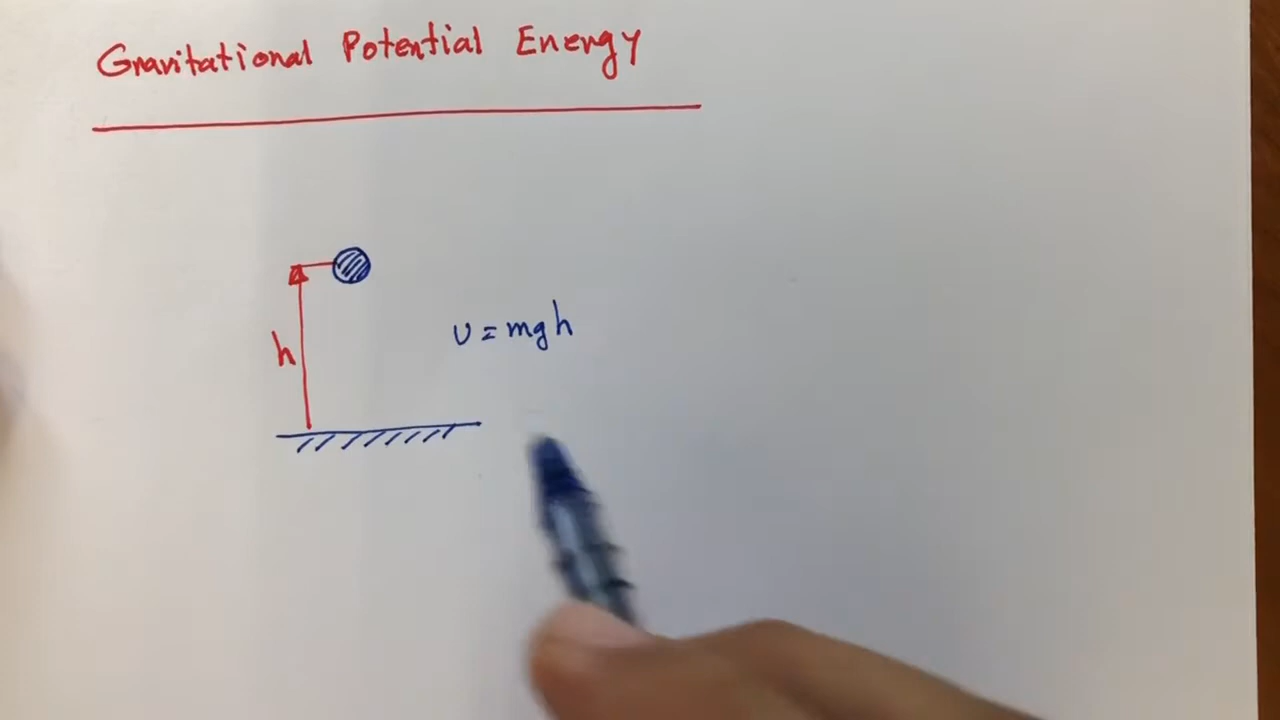 Gravitational Potential Energy
h
U = mgh